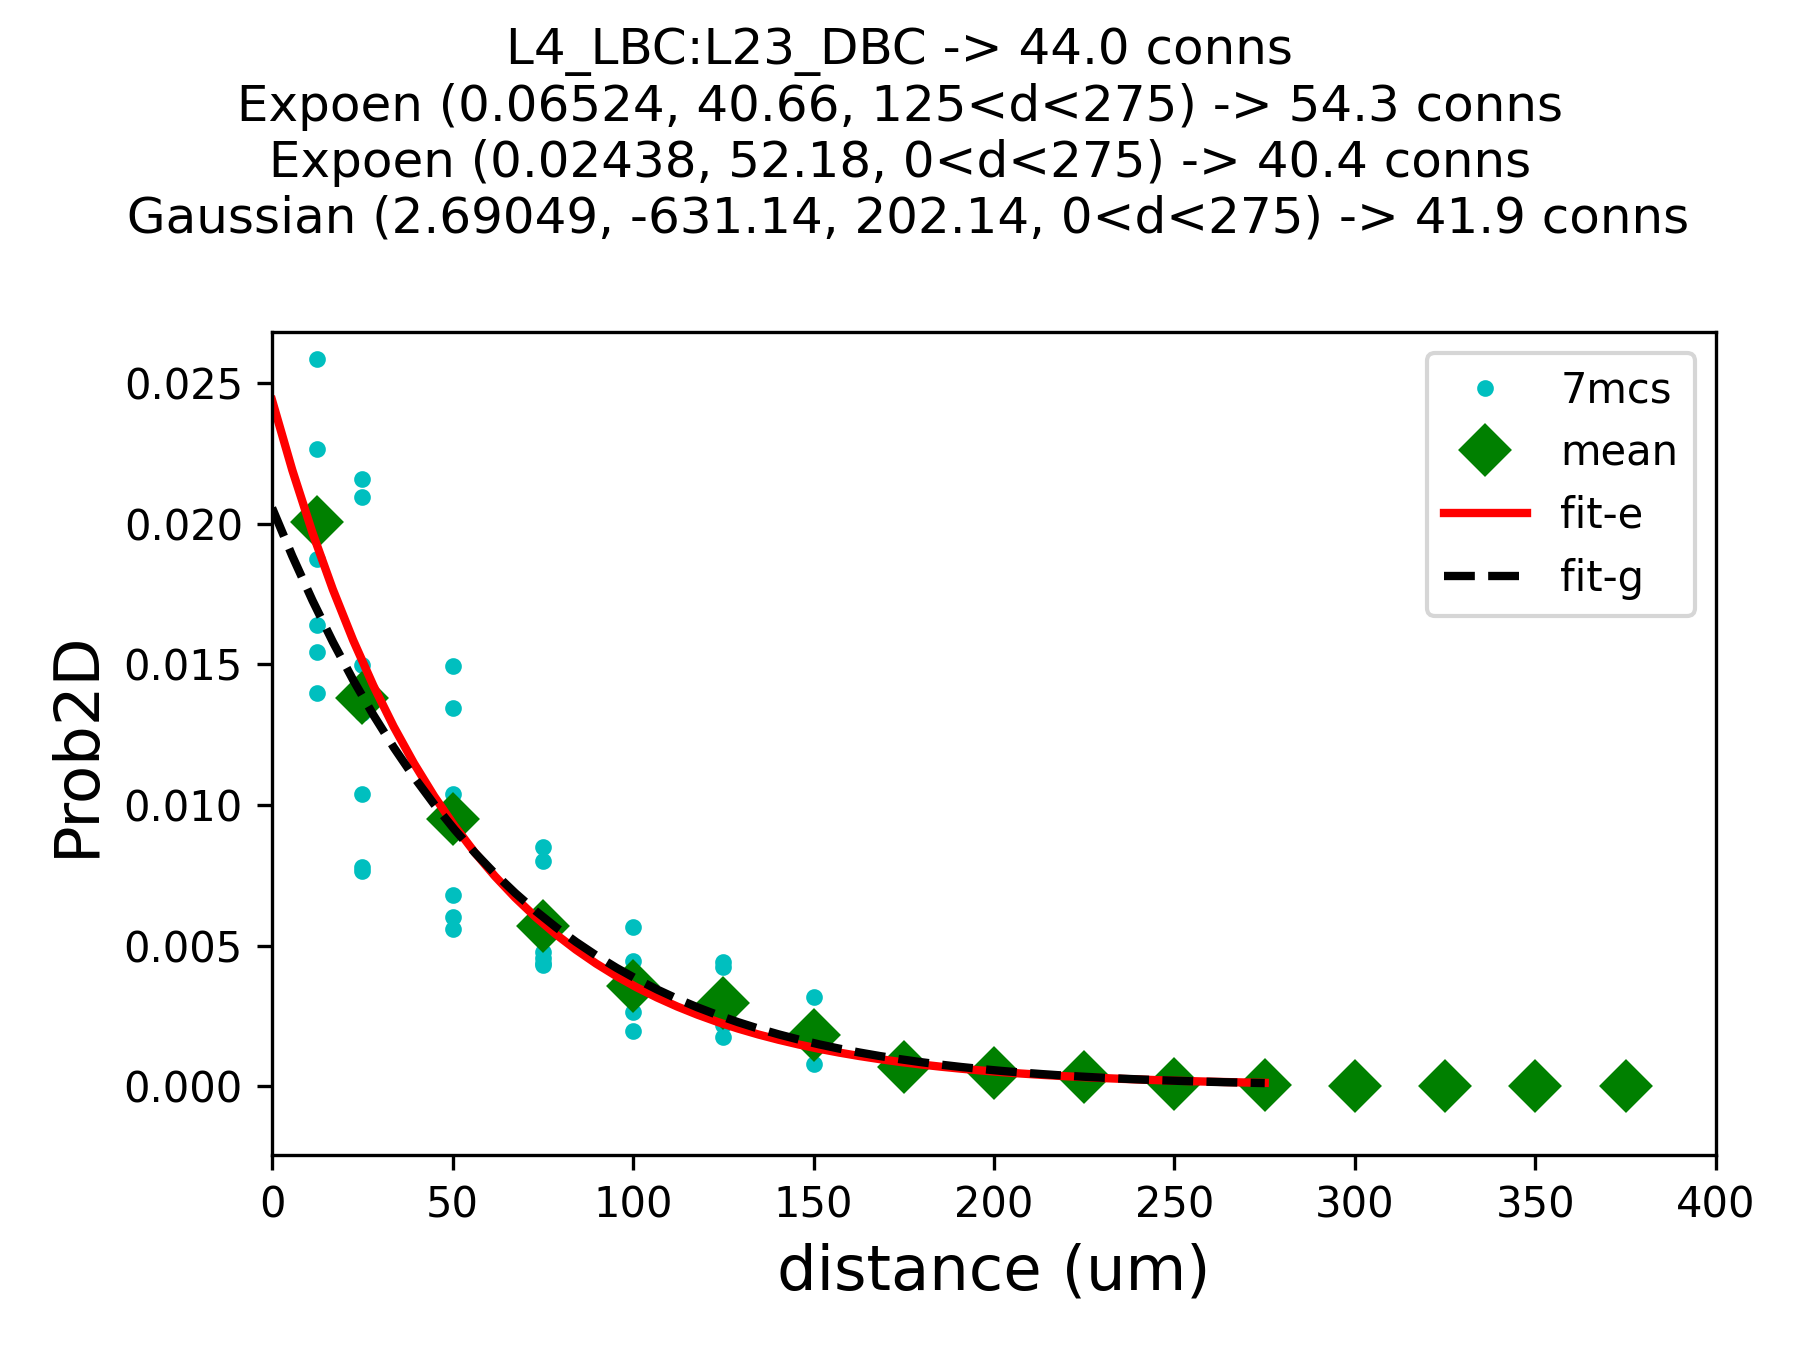 L4_LBC:L23_DBC -> 44.0 conns
Expoen (0.06524, 40.66, 125<d<275) -> 54.3 conns
Expoen (0.02438, 52.18, 0<d<275) -> 40.4 conns
Gaussian (2.69049, -631.14, 202.14, 0<d<275) -> 41.9 conns
7mcs
mean
fit-e
fit-g
Prob2D
0.025
0.020
0.015
0.010
0.005
0.000
0 50 100 150 200 250 300 350 400
distance (um)